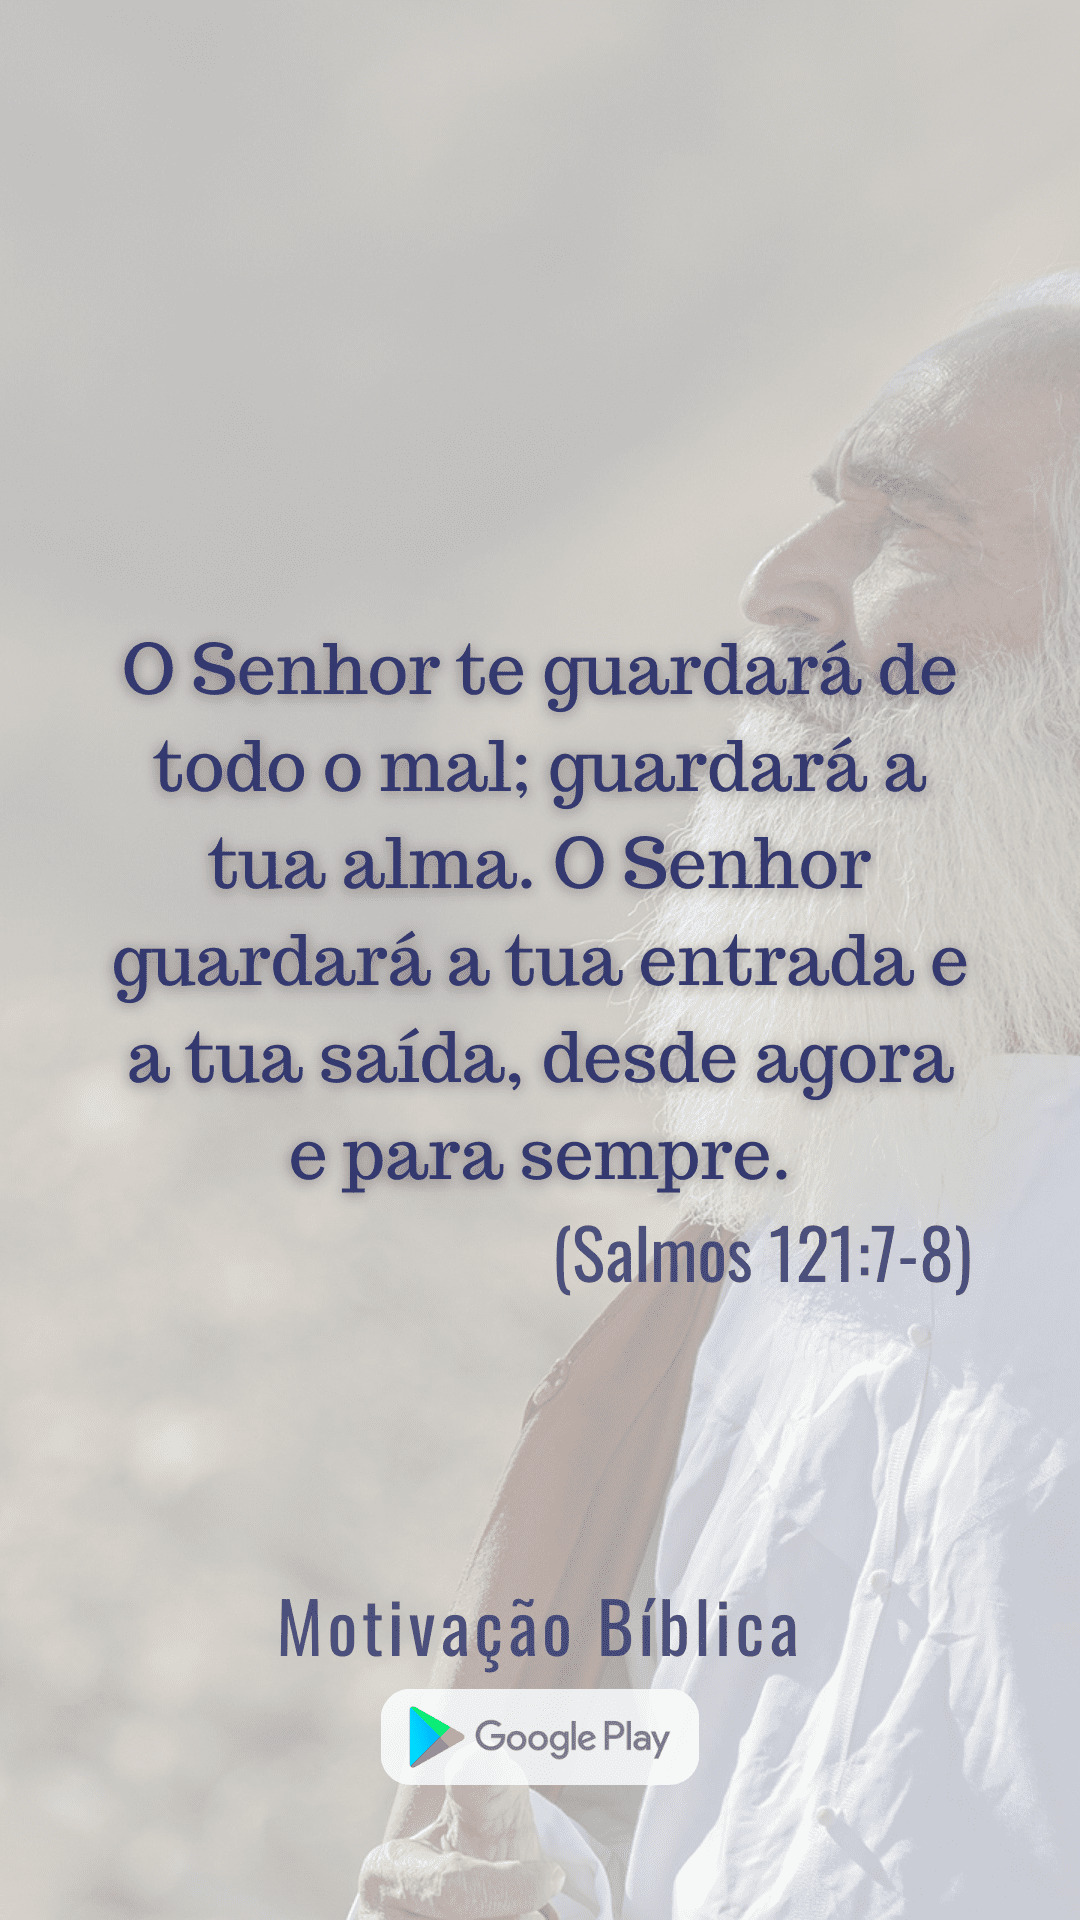 O Senhor te guardará de
todo o mal; guardará a
tua alma. O Senhor
guardará a tua entrada e
a tua saída, desde agora
e para sempre.
(Salmos 121:7-8)
Motivação Bíblica
Google Play